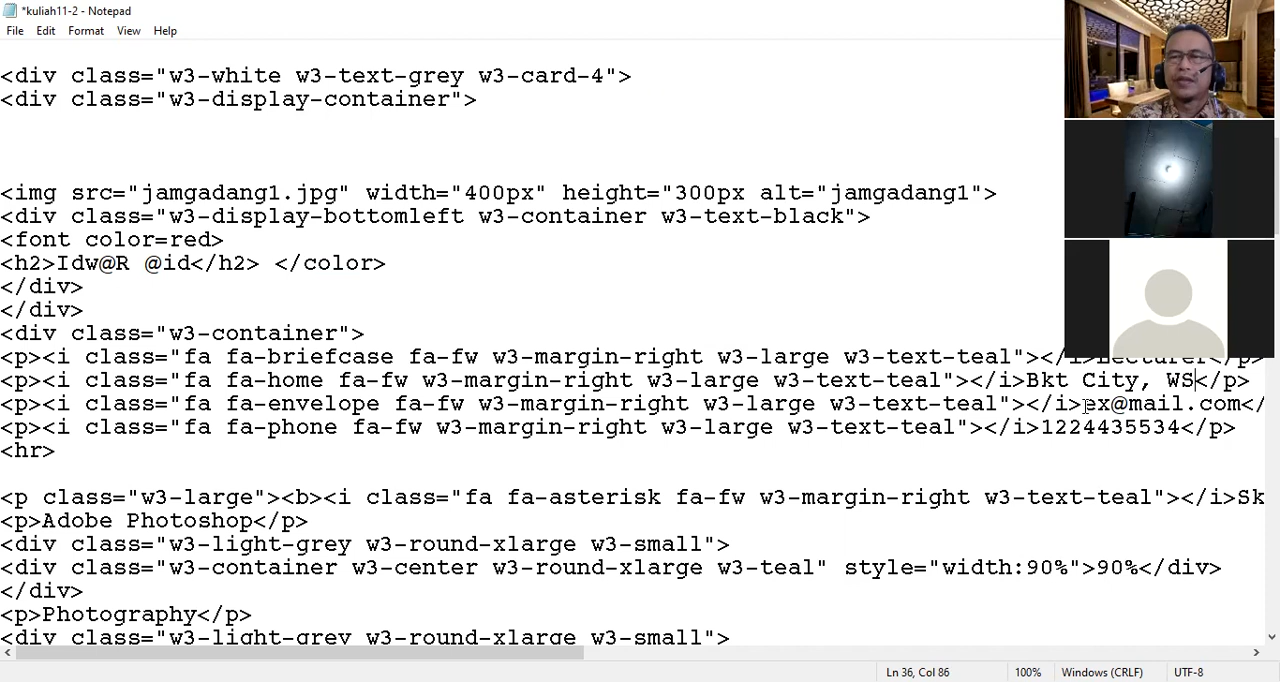 *kuliah11-2 - Notepad
File Edit Format View Help
<div class="w3-white w3-text-grey w3-card-4">
<div class="w3-display-container">
<img src="jamgadang1.jpg" width="400px" height="300px alt="jamgadang1">
<div class="w3-display-bottomleft w3-container w3-text-black">
<font color=red>
<h2>Idw@R @id</h2> </color>
</div>
</div>
<div class="w3-container">
<p><i class="fa fa-briefcase fa-fw w3-margin-right w3-large w3-text-teal"></i>Lecturer</p>
<p><i class="fa fa-home fa-fw w3-margin-right w3-large w3-text-teal"></i>Bkt City, WS</p>
<p><i class="fa fa-envelope fa-fw w3-margin-right w3-large w3-text-teal"></i>ex@mail.com</
<p><i class="fa fa-phone fa-fw w3-margin-right w3-large w3-text-teal"></i>1224435534</p>
<hr>
<p class="w3-large"><b><i class="fa fa-asterisk fa-fw w3-margin-right w3-text-teal"></i>Sk
<p>Adobe Photoshop</p>
<div class="w3-light-grey w3-round-xlarge w3-small">
<div class="w3-container w3-center w3-round-xlarge w3-teal" style="width:90%">90%</div>
</div>
<p>Photography</p>
<div class="w3-light-grey w3-round-xlarge w3-small">
Ln 36, Col 86 100% Windows (CRLF) UTF-8